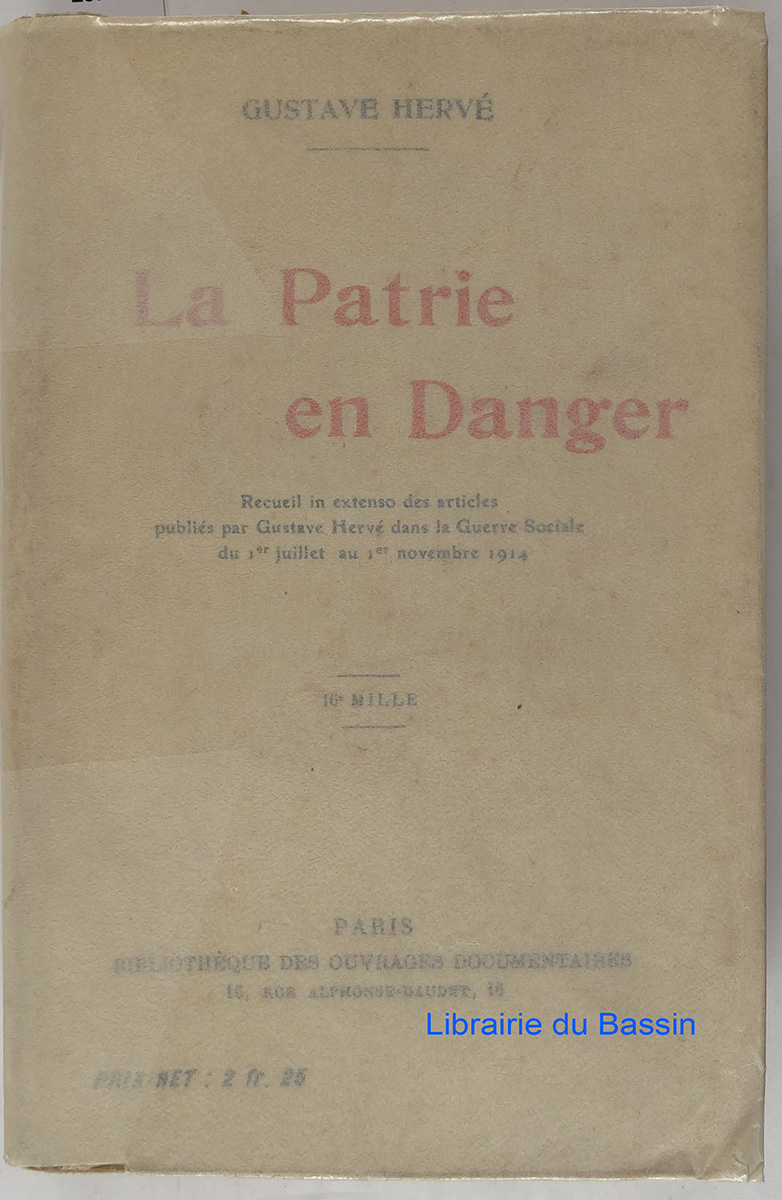 GUSTAVE HERVÉ
La Patrie
en Danger
Recueil in extenso des articles
publiés par Gustave Hervé dans la Guerre Sociale
du 1er juillet au 1er novembre 1914
16e MILLE
PARIS
BIBLIOTHÈQUE DES OUVRAGES DOCUMENTAIRES
16, RUE ALPHONSE-DAUDET, 16
Librairie du Bassin
PRIX NET : 2 fr. 25